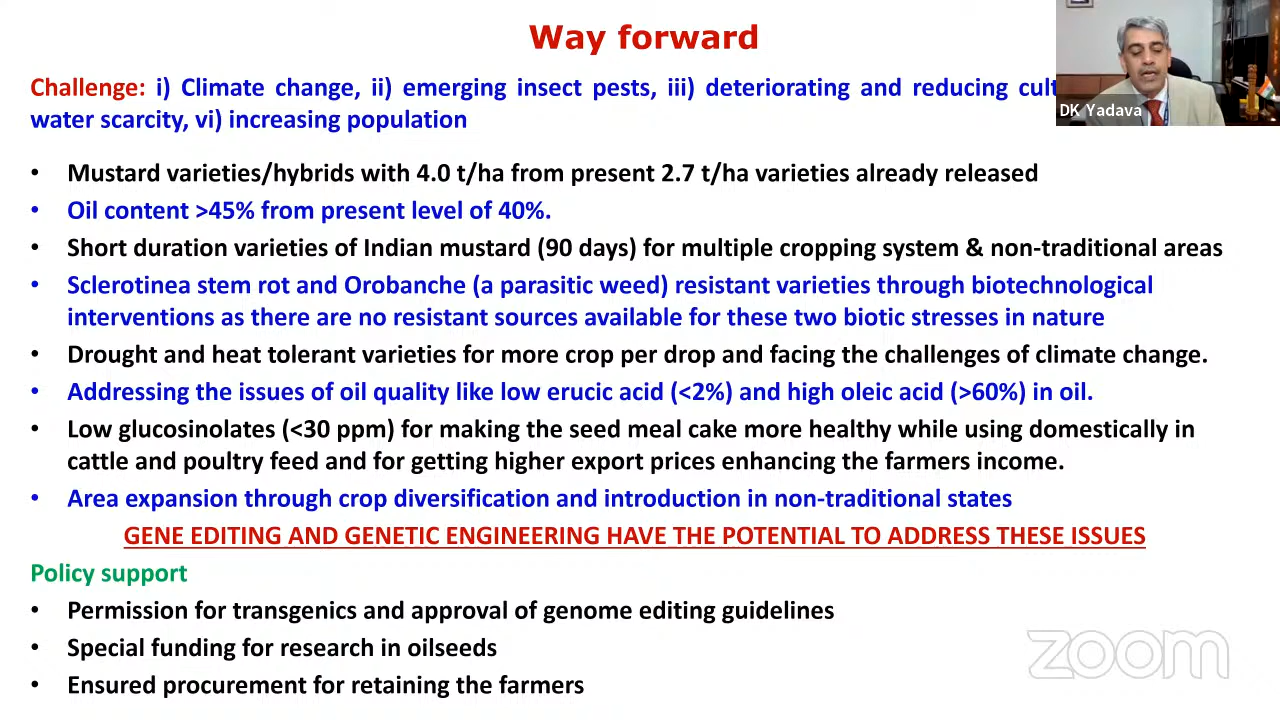 Way forward
Challenge: i) Climate change, ii) emerging insect pests, iii) deteriorating and reducing cult
water scarcity, vi) increasing population
DK Yadava
• Mustard varieties/hybrids with 4.0 t/ha from present 2.7 t/ha varieties already released
• Oil content >45% from present level of 40%.
• Short duration varieties of Indian mustard (90 days) for multiple cropping system & non-traditional areas
• Sclerotinea stem rot and Orobanche (a parasitic weed) resistant varieties through biotechnological
interventions as there are no resistant sources available for these two biotic stresses in nature
• Drought and heat tolerant varieties for more crop per drop and facing the challenges of climate change.
• Addressing the issues of oil quality like low erucic acid (<2%) and high oleic acid (>60%) in oil.
• Low glucosinolates (<30 ppm) for making the seed meal cake more healthy while using domestically in
cattle and poultry feed and for getting higher export prices enhancing the farmers income.
• Area expansion through crop diversification and introduction in non-traditional states
GENE EDITING AND GENETIC ENGINEERING HAVE THE POTENTIAL TO ADDRESS THESE ISSUES
Policy support
• Permission for transgenics and approval of genome editing guidelines
• Special funding for research in oilseeds
• Ensured procurement for retaining the farmers
zoom